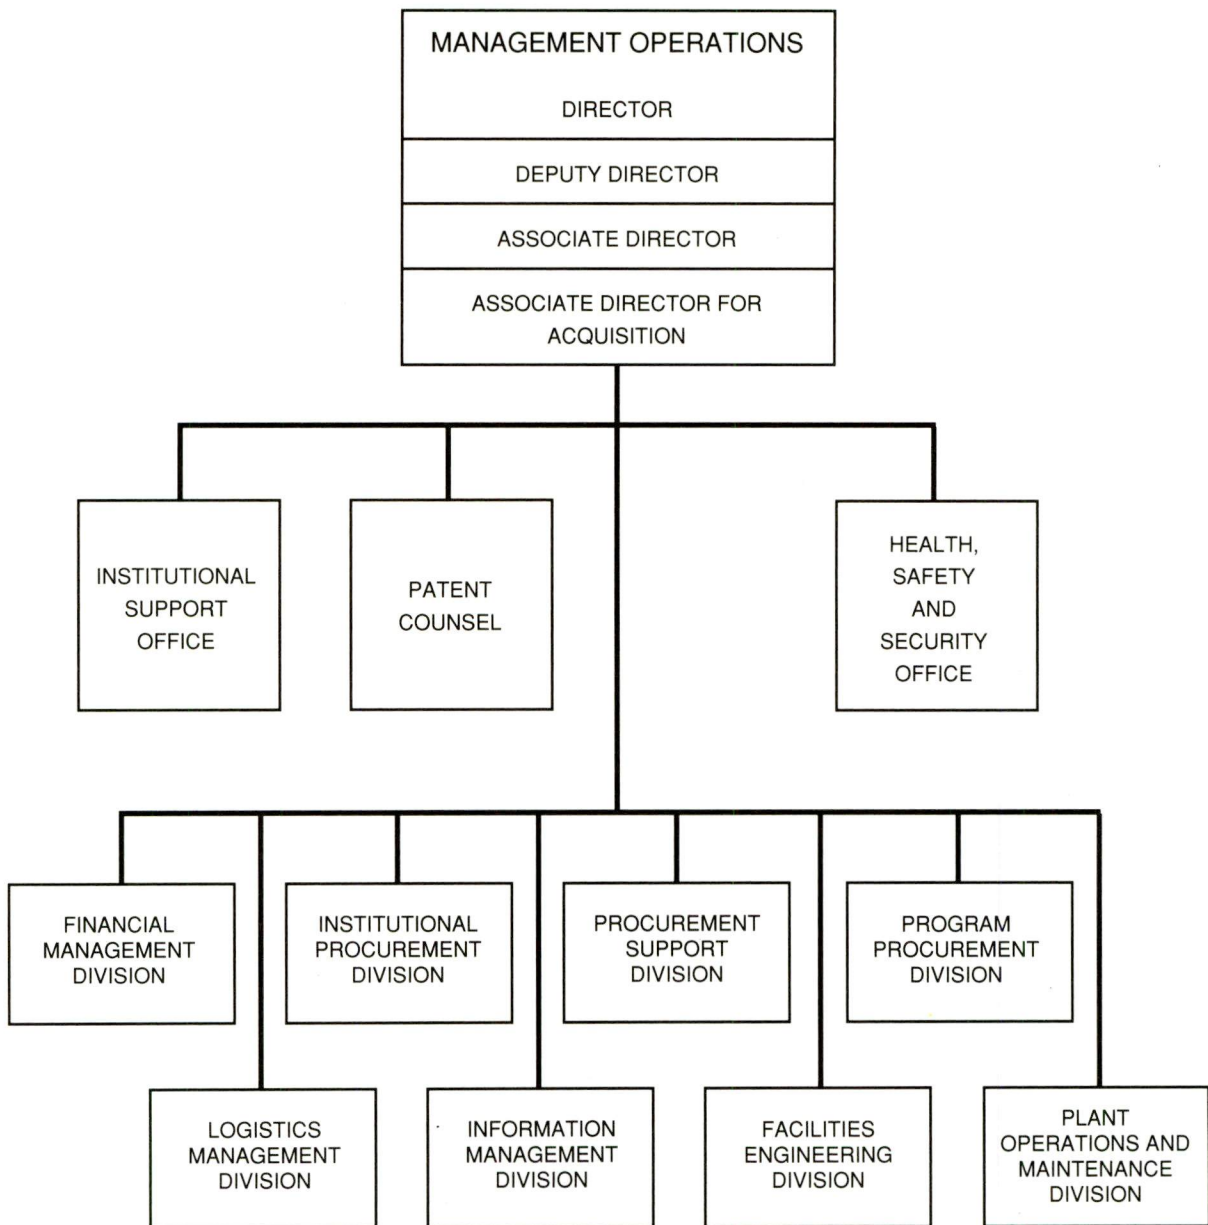 MANAGEMENT OPERATIONS
DIRECTOR
DEPUTY DIRECTOR
ASSOCIATE DIRECTOR
ASSOCIATE DIRECTOR FOR
ACQUISITION
INSTITUTIONAL
SUPPORT
OFFICE
PATENT
COUNSEL
HEALTH,
SAFETY
AND
SECURITY
OFFICE
FINANCIAL
MANAGEMENT
DIVISION
INSTITUTIONAL
PROCUREMENT
DIVISION
PROCUREMENT
SUPPORT
DIVISION
PROGRAM
PROCUREMENT
DIVISION
LOGISTICS
MANAGEMENT
DIVISION
INFORMATION
MANAGEMENT
DIVISION
FACILITIES
ENGINEERING
DIVISION
PLANT
OPERATIONS AND
MAINTENANCE
DIVISION